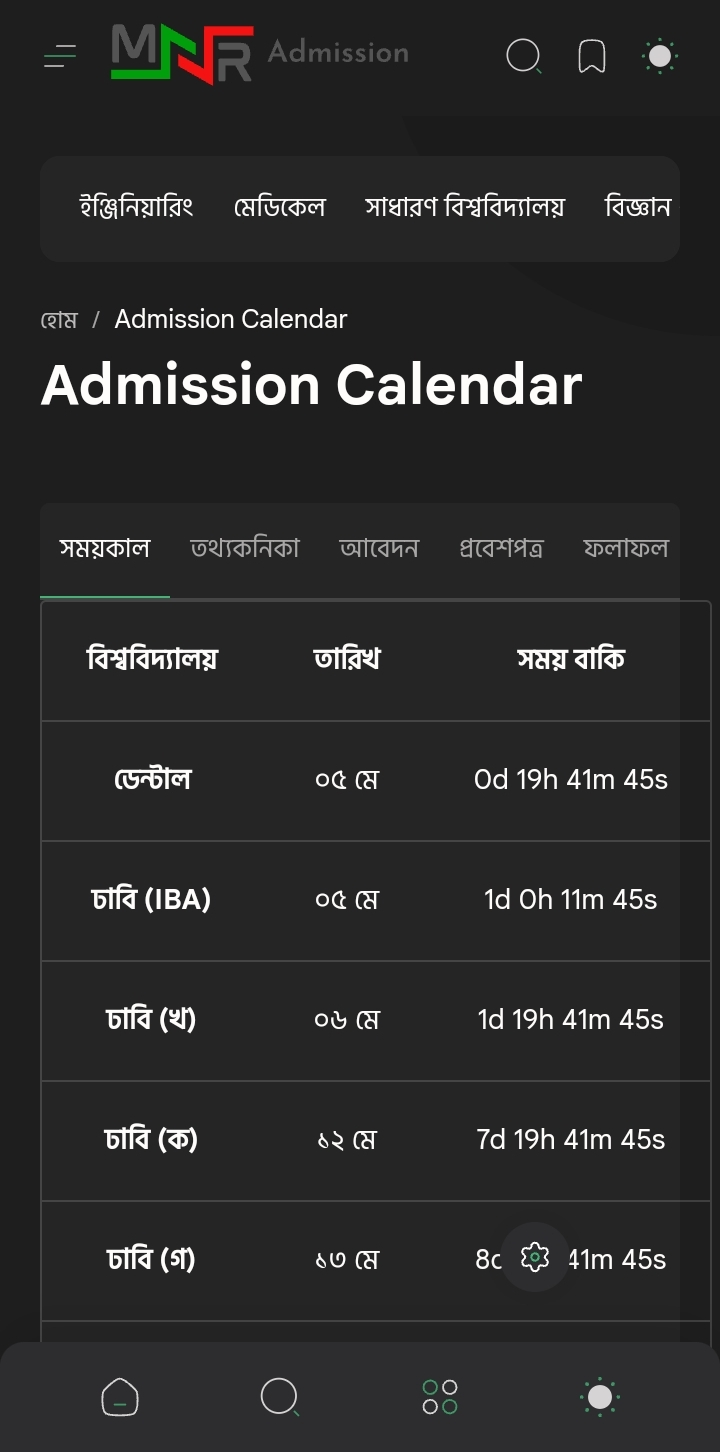 MNR Admission
ইঞ্জিনিয়ারিং মেডিকেল সাধারণ বিশ্ববিদ্যালয় বিজ্ঞান
হোম / Admission Calendar
Admission Calendar
সময়কাল তথ্যকনিকা আবেদন প্রবেশপত্র ফলাফল
বিশ্ববিদ্যালয় তারিখ সময় বাকি
ডেন্টাল ০৫ মে 0d 19h 41m 45s
ঢাবি (IBA) ০৫ মে 1d 0h 11m 45s
ঢাবি (খ) ০৬ মে 1d 19h 41m 45s
ঢাবি (ক) ১২ মে 7d 19h 41m 45s
ঢাবি (গ) ১৩ মে 8d 41m 45s